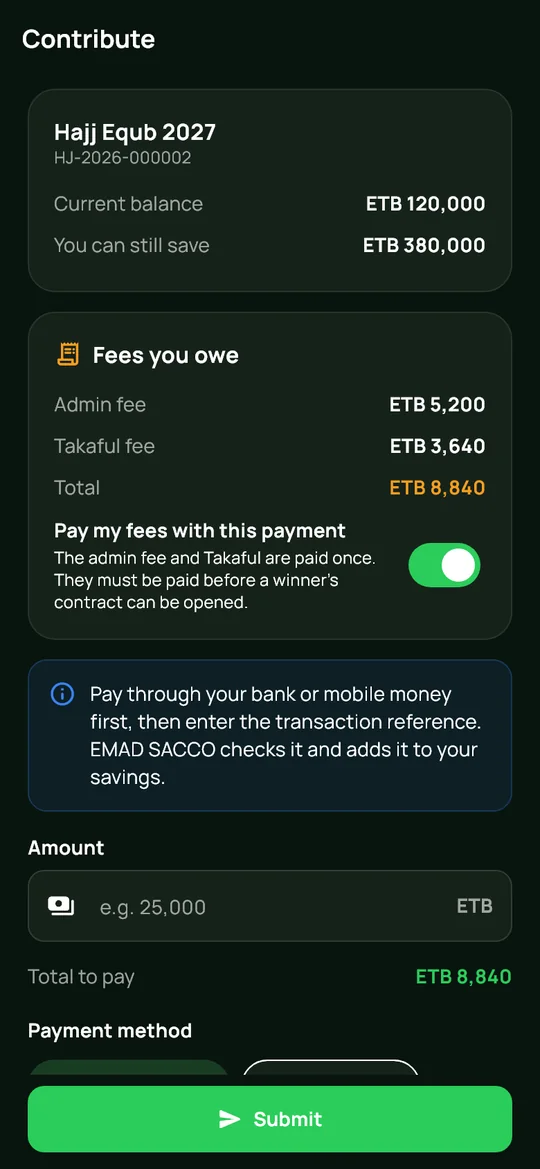 Contribute
Hajj Equb 2027
HJ-2026-000002
Current balance ETB 120,000
You can still save ETB 380,000
Fees you owe
Admin fee ETB 5,200
Takaful fee ETB 3,640
Total ETB 8,840
Pay my fees with this payment
The admin fee and Takaful are paid once.
They must be paid before a winner's
contract can be opened.
Pay through your bank or mobile money
first, then enter the transaction reference.
EMAD SACCO checks it and adds it to your
savings.
Amount
e.g. 25,000 ETB
Total to pay ETB 8,840
Payment method
Submit